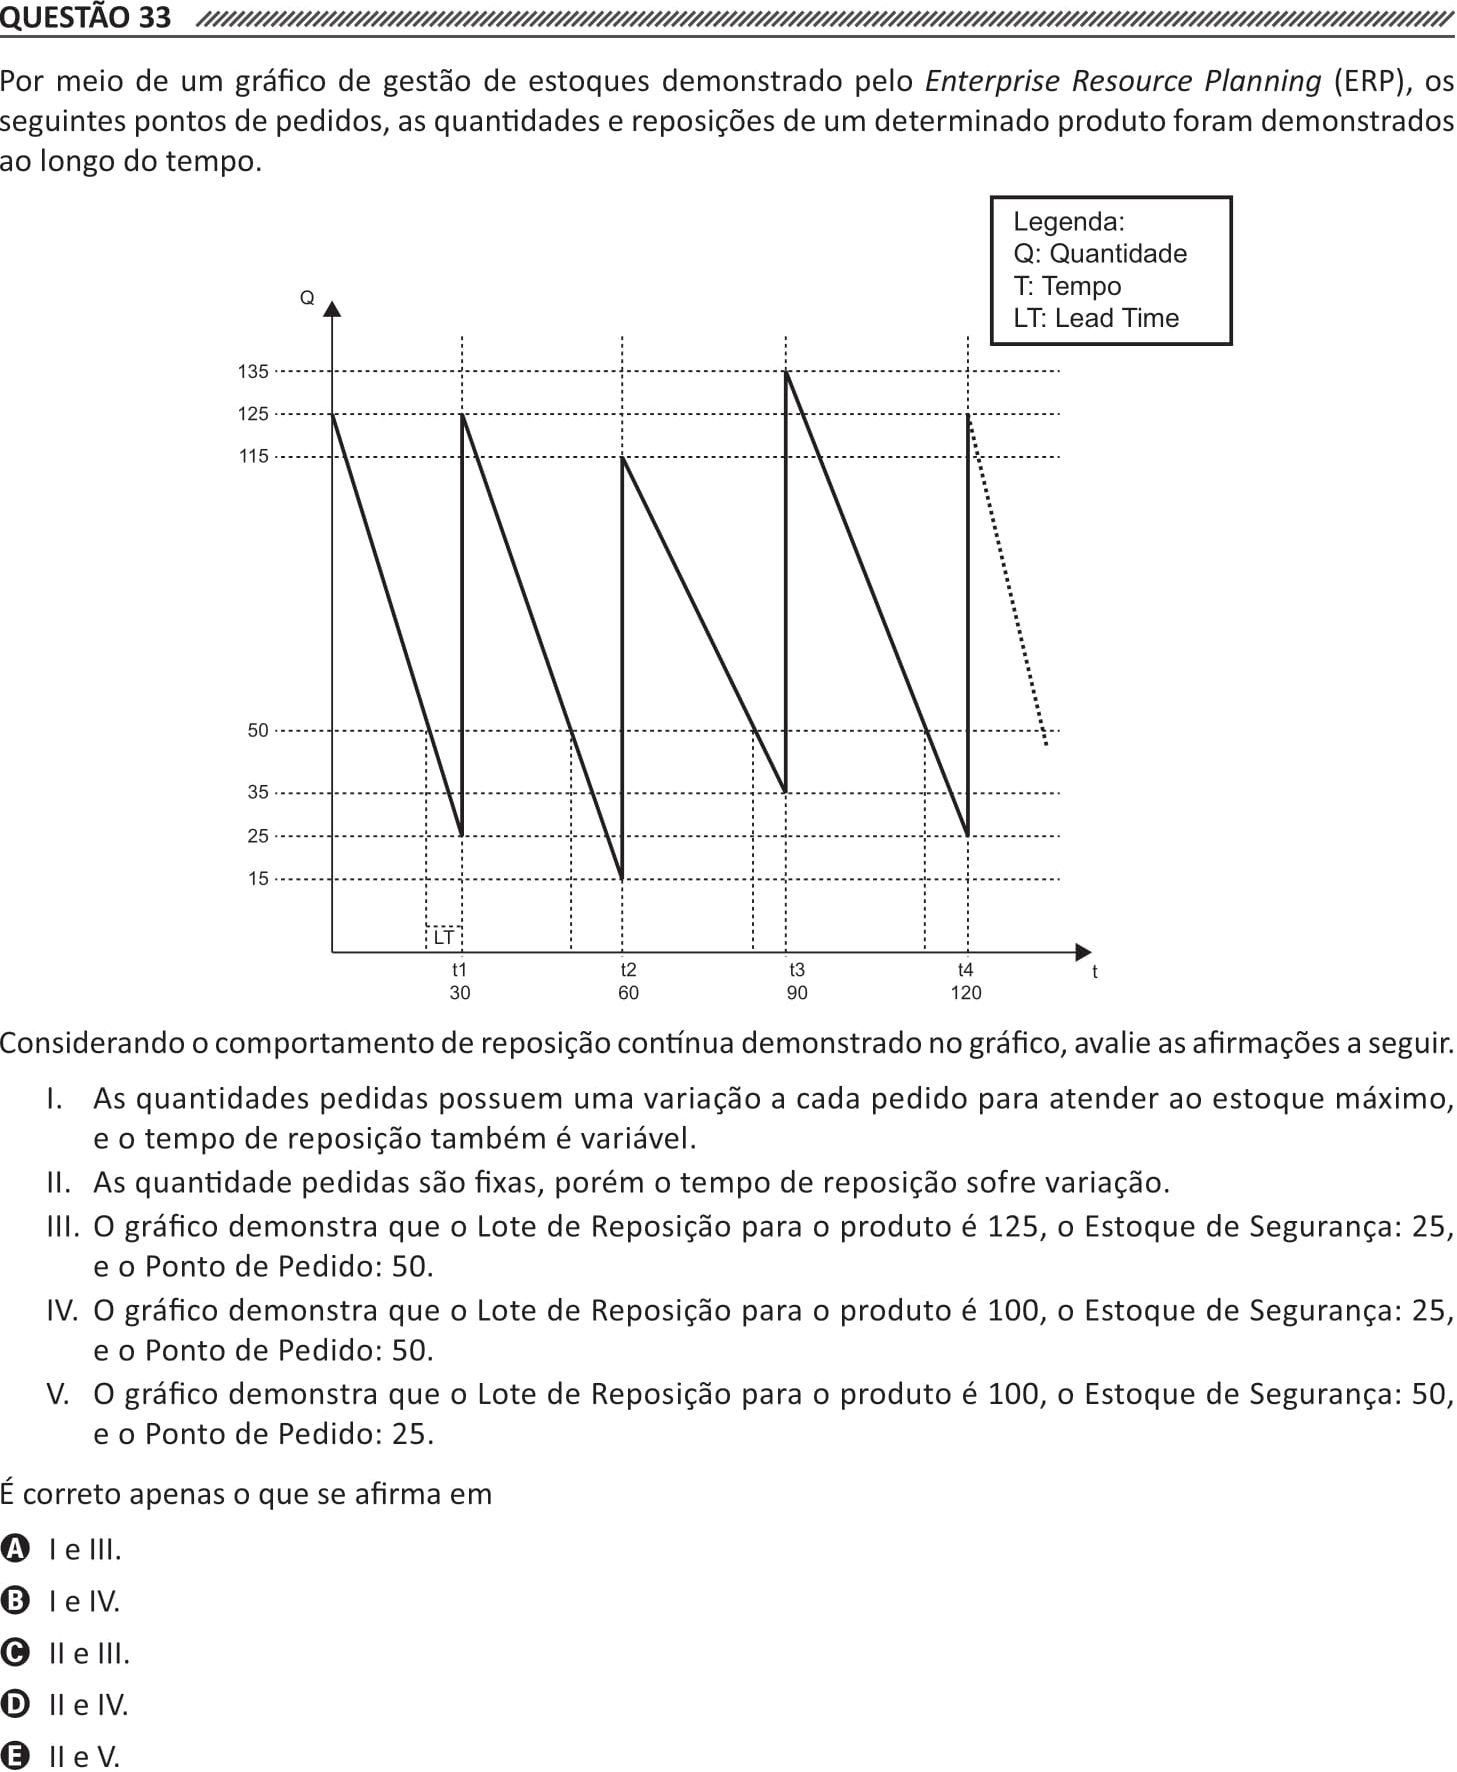 QUESTÃO 33
Por meio de um gráfico de gestão de estoques demonstrado pelo Enterprise Resource Planning (ERP), os
seguintes pontos de pedidos, as quantidades e reposições de um determinado produto foram demonstrados
ao longo do tempo.
Legenda:
Q: Quantidade
T: Tempo
LT: Lead Time
Q
135
125
115
50
35
25
15
LT
t1 t2 t3 t4 t
30 60 90 120
Considerando o comportamento de reposição contínua demonstrado no gráfico, avalie as afirmações a seguir.
I. As quantidades pedidas possuem uma variação a cada pedido para atender ao estoque máximo,
e o tempo de reposição também é variável.
II. As quantidade pedidas são fixas, porém o tempo de reposição sofre variação.
III. O gráfico demonstra que o Lote de Reposição para o produto é 125, o Estoque de Segurança: 25,
e o Ponto de Pedido: 50.
IV. O gráfico demonstra que o Lote de Reposição para o produto é 100, o Estoque de Segurança: 25,
e o Ponto de Pedido: 50.
V. O gráfico demonstra que o Lote de Reposição para o produto é 100, o Estoque de Segurança: 50,
e o Ponto de Pedido: 25.
É correto apenas o que se afirma em
A I e III.
B I e IV.
C II e III.
D II e IV.
E II e V.